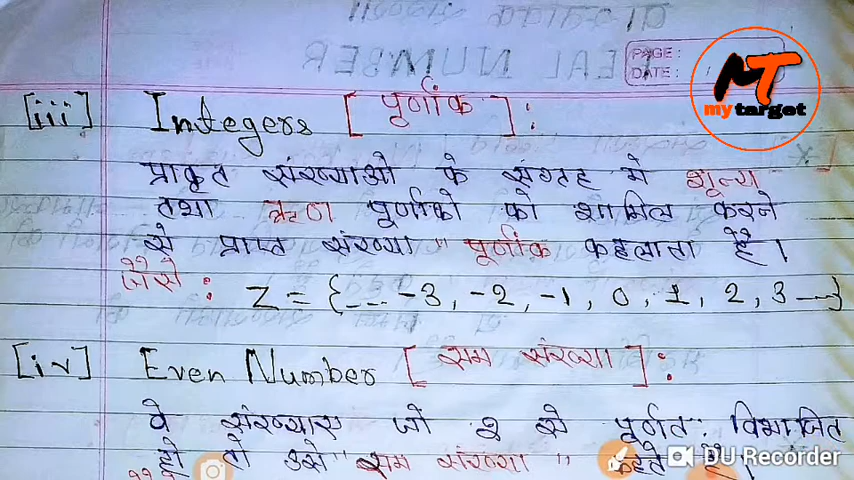 PAGE:
DATE:
MT
my target
[iii] Integers [ पूर्णांक ] :
प्राकृत संख्याओ के संग्रह मे शून्य
तथा ऋण पूर्णांको को शामिल करने
से प्राप्त संख्या " पूर्णांक कहलाता है।
जैसे : Z = {... -3, -2, -1, 0, 1, 2, 3 ---}
[iv] Even Number [ सम संख्या ] :
वे संख्याए जो 2 से पूर्णत: विभाजित
हो तो उसे "सम संख्या" कहते है।
DU Recorder